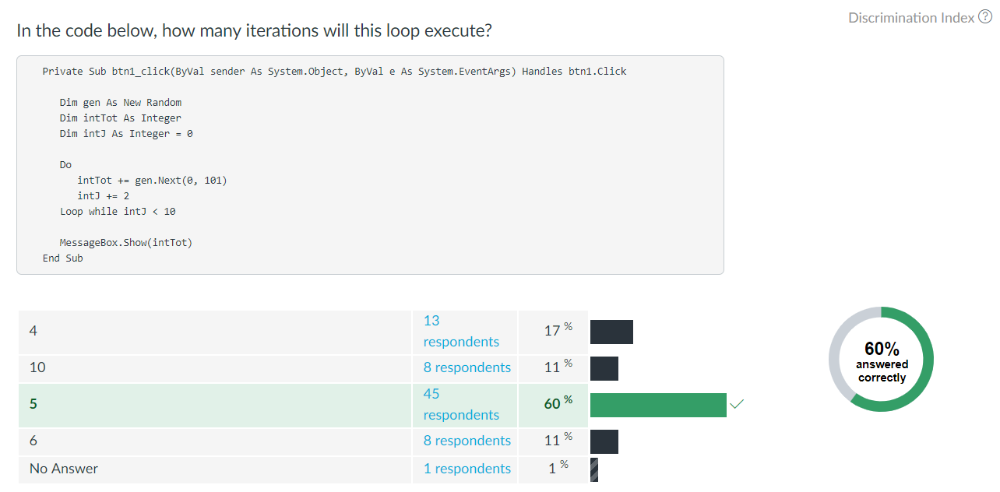 Discrimination Index ?
In the code below, how many iterations will this loop execute?
Private Sub btn1_click(ByVal sender As System.Object, ByVal e As System.EventArgs) Handles btn1.Click
Dim gen As New Random
Dim intTot As Integer
Dim intJ As Integer = 0
Do
intTot += gen.Next(0, 101)
intJ += 2
Loop while intJ < 10
MessageBox.Show(intTot)
End Sub
4
13
respondents
17 %
10
8 respondents
11 %
5
45
respondents
60 %
6
8 respondents
11 %
No Answer
1 respondents
1 %
60%
answered
correctly